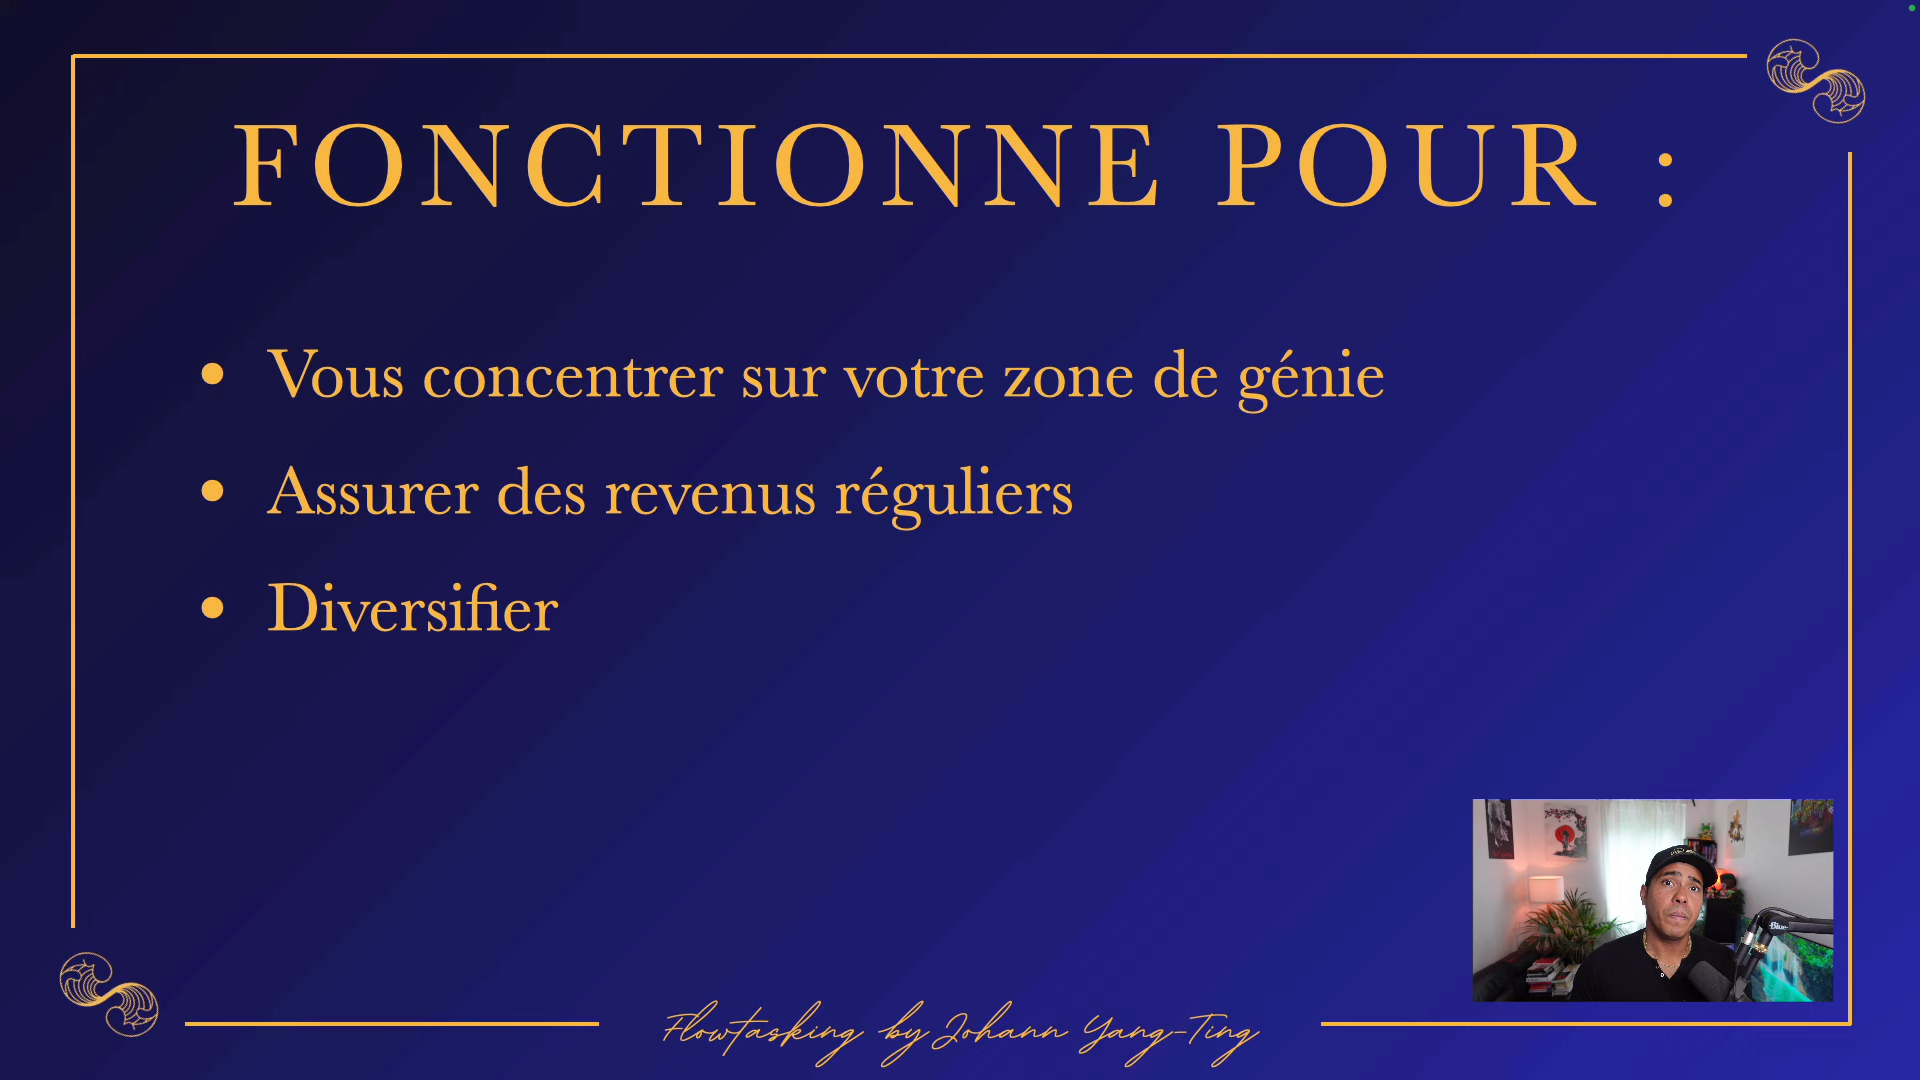 FONCTIONNE POUR :
• Vous concentrer sur votre zone de génie
• Assurer des revenus réguliers
• Diversifier
Blue
Flowtasking by Johann Yang-Ting